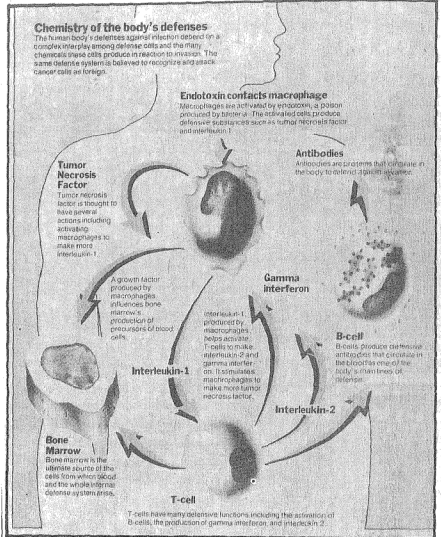 Chemistry of the body's defenses
The human body's defenses against infection depend on a
complex interplay among defense cells and the many
chemicals these cells produce in reaction to invasion. The
same defense system is believed to recognize and attack
cancer cells as foreign.
Endotoxin contacts macrophage
Macrophages are activated by endotoxin, a poison
produced by bacteria. The activated cells produce
defensive substances such as tumor necrosis factor
and interleukin-1.
Antibodies
Antibodies are proteins that circulate in
the body to defend against
Tumor
Necrosis
Factor
Tumor necrosis
factor is thought to
have several
actions including
activating
macrophages to
make more
interleukin-1.
A growth factor
produced by
macrophages
influences bone
marrow's
production of
precursors of blood
cells.
Gamma
interferon
Interleukin-1,
produced by
macrophages,
helps activate
T-cells to make
interleukin-2 and
gamma interfer-
on. It stimulates
macrophages to
make more tumor
necrosis factor.
Interleukin-1
Interleukin-2
B-cell
B-cells produce defensive
antibodies that circulate in
the blood as one of the
body's main lines of
defense.
Bone
Marrow
Bone marrow is the
ultimate source of the
cells from which blood
and the whole internal
defense system arise.
T-cell
T-cells have many defensive functions including the activation of
B-cells, the production of gamma interferon, and interleukin-2.